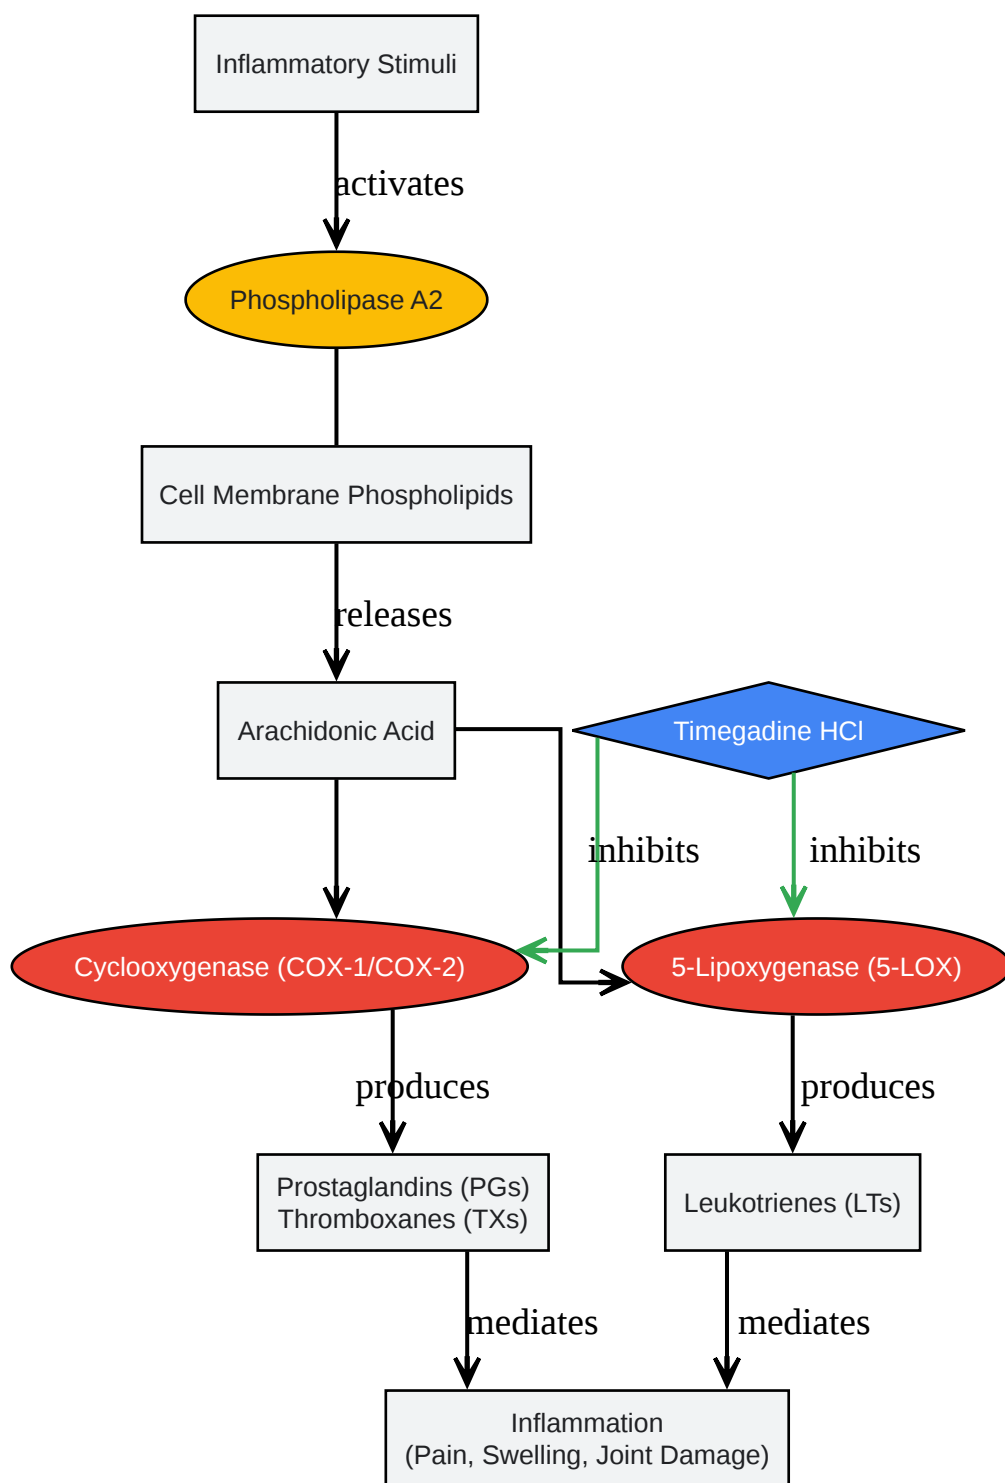 Inflammatory Stimuli
activates
Phospholipase A2
Cell Membrane Phospholipids
releases
Arachidonic Acid
Timegadine HCl
inhibits
inhibits
Cyclooxygenase (COX-1/COX-2)
5-Lipoxygenase (5-LOX)
produces
produces
Prostaglandins (PGs)
Thromboxanes (TXs)
Leukotrienes (LTs)
mediates
mediates
Inflammation
(Pain, Swelling, Joint Damage)